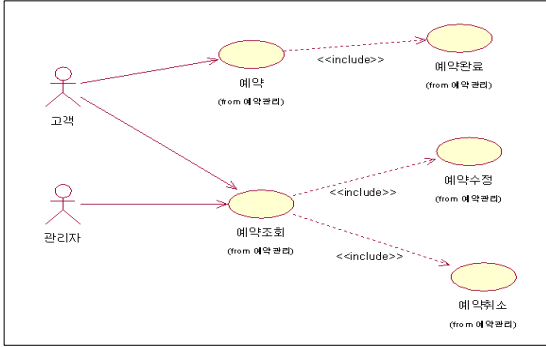 예약
(from 예약관리)
<<include>>
예약완료
(from 예약관리)
고객
예약수정
(from 예약관리)
<<include>>
관리자
예약조회
(from 예약관리)
<<include>>
예약취소
(from 예약관리)